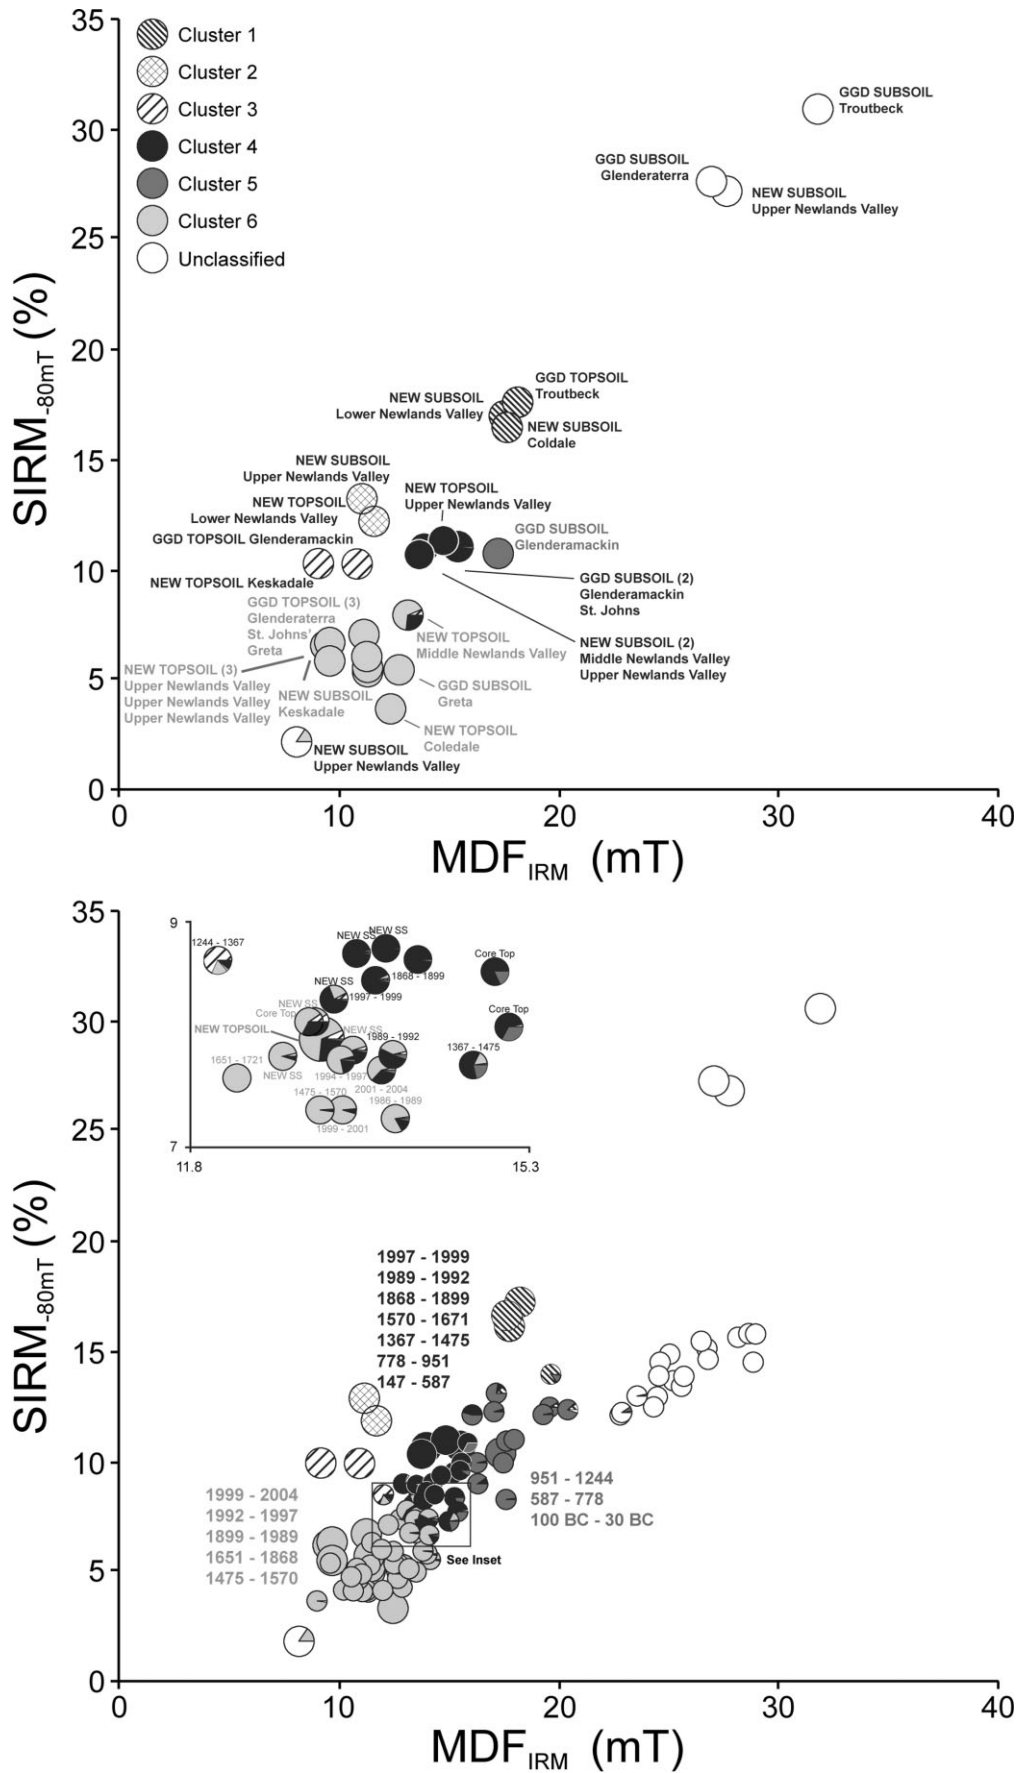 35
Cluster 1
Cluster 2
Cluster 3
Cluster 4
Cluster 5
Cluster 6
Unclassified
30
25
20
15
10
5
0
SIRM-80mT (%)
GGD SUBSOIL
Troutbeck
GGD SUBSOIL
Glenderaterra
NEW SUBSOIL
Upper Newlands Valley
GGD TOPSOIL
Troutbeck
NEW SUBSOIL
Lower Newlands Valley
NEW SUBSOIL
Coldale
NEW SUBSOIL
Upper Newlands Valley
NEW TOPSOIL
Lower Newlands Valley
NEW TOPSOIL
Upper Newlands Valley
GGD SUBSOIL
Glenderamackin
GGD TOPSOIL Glenderamackin
NEW TOPSOIL Keskadale
GGD SUBSOIL (2)
Glenderamackin
St. Johns
GGD TOPSOIL (3)
Glenderaterra
St. Johns'
Greta
NEW TOPSOIL
Middle Newlands Valley
NEW SUBSOIL (2)
Middle Newlands Valley
Upper Newlands Valley
NEW TOPSOIL (3)
Upper Newlands Valley
Upper Newlands Valley
Upper Newlands Valley
NEW SUBSOIL
Keskadale
GGD SUBSOIL
Greta
NEW TOPSOIL
Coledale
NEW SUBSOIL
Upper Newlands Valley
0
10
20
30
40
MDFIRM (mT)
35
30
25
20
15
10
5
0
SIRM-80mT (%)
9
7
11.8
15.3
1244 - 1367
NEW SS
NEW SS
Core Top
1868 - 1899
NEW SS
1997 - 1999
NEW SS
Core Top
Core Top
NEW TOPSOIL
NEW SS
1989 - 1992
1367 - 1475
1651 - 1721
NEW SS
1994 - 1997
2001 - 2004
1475 - 1570
1986 - 1989
1999 - 2001
1997 - 1999
1989 - 1992
1868 - 1899
1570 - 1671
1367 - 1475
778 - 951
147 - 587
951 - 1244
587 - 778
100 BC - 30 BC
1999 - 2004
1992 - 1997
1899 - 1989
1651 - 1868
1475 - 1570
See Inset
0
10
20
30
40
MDFIRM (mT)